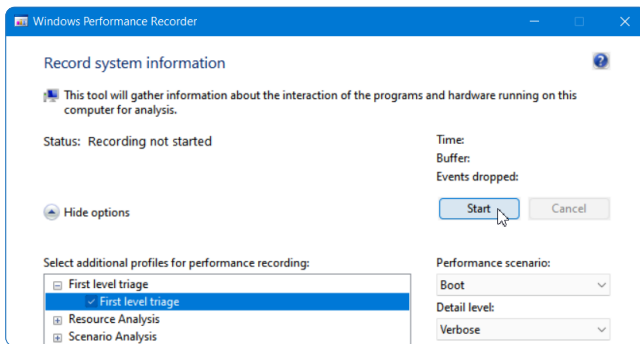 Windows Performance Recorder
Record system information
This tool will gather information about the interaction of the programs and hardware running on this
computer for analysis.
Status: Recording not started
Time:
Buffer:
Events dropped:
Start
Cancel
Hide options
Select additional profiles for performance recording:
First level triage
First level triage
Resource Analysis
Scenario Analysis
Performance scenario:
Boot
Detail level:
Verbose